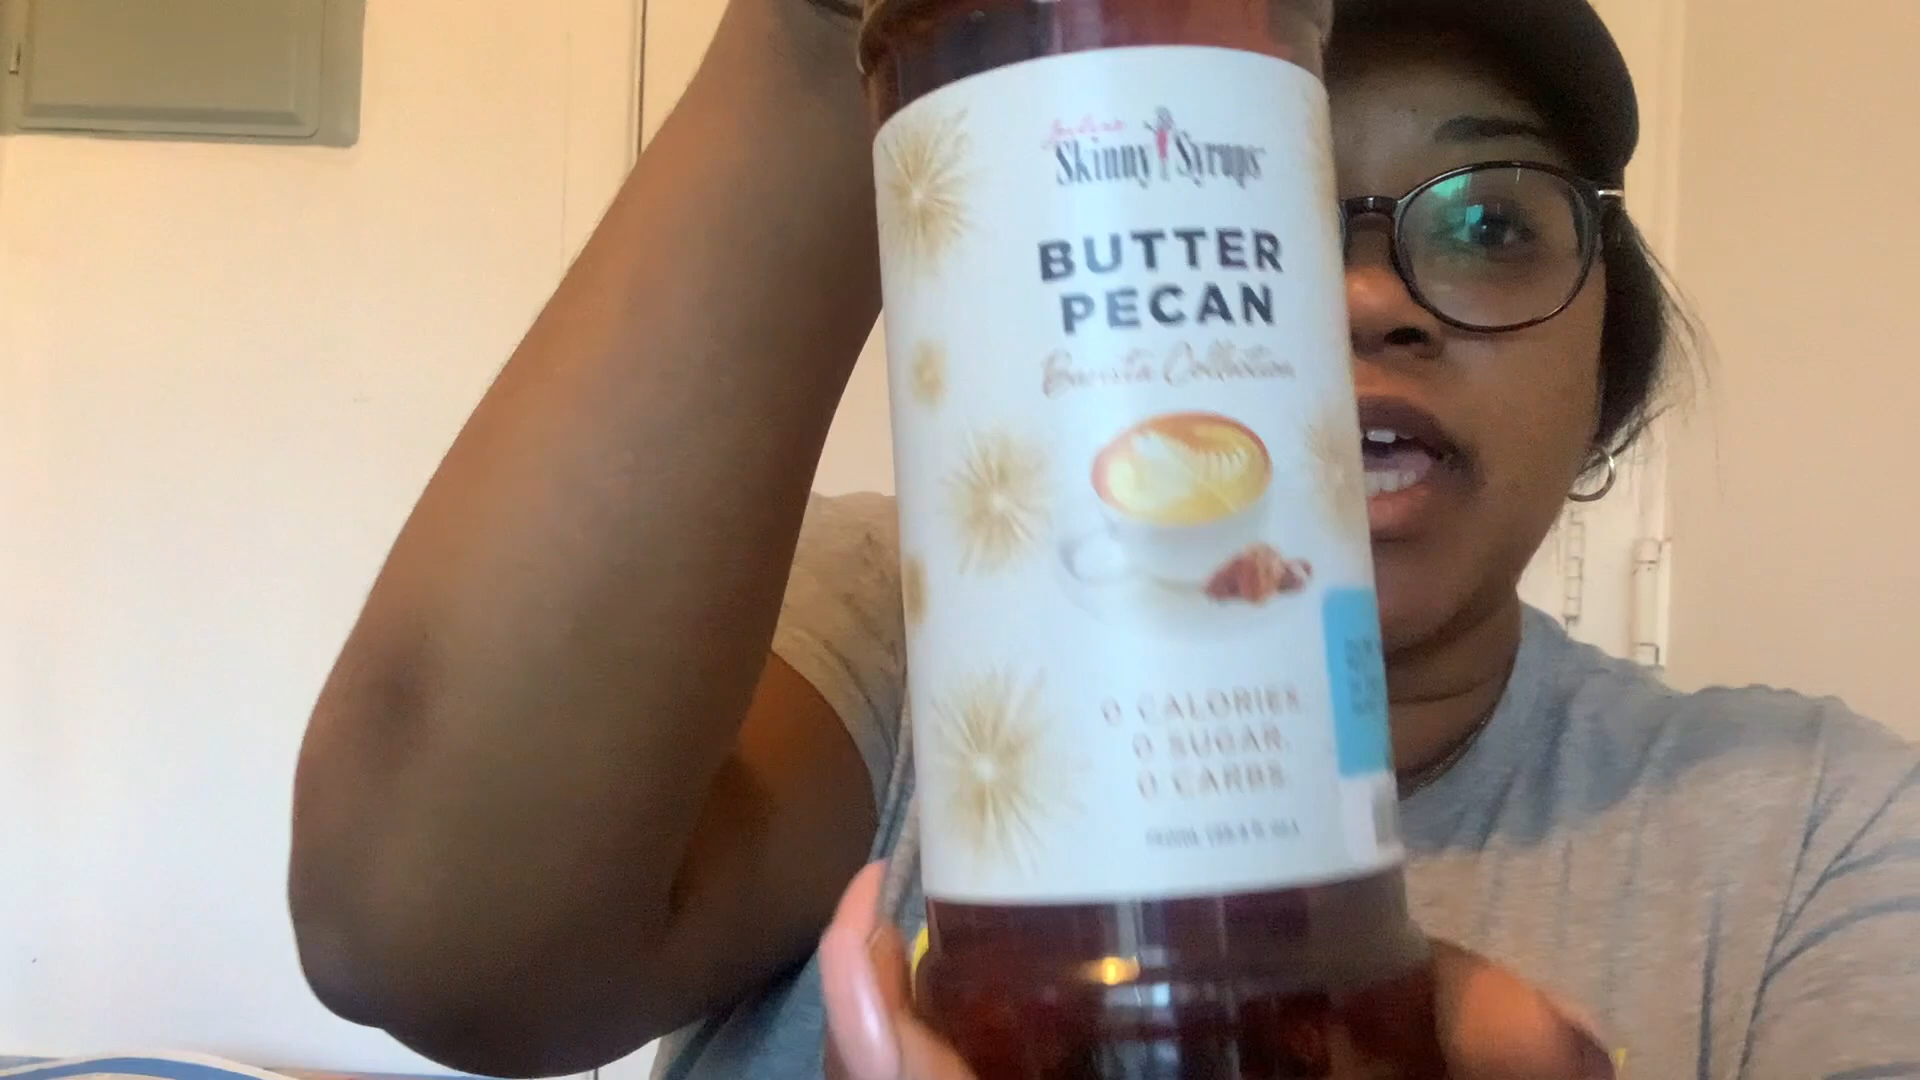 Skinny Syrups
BUTTER
PECAN
Barista Collection
0 CALORIES.
0 SUGAR.
0 CARBS.